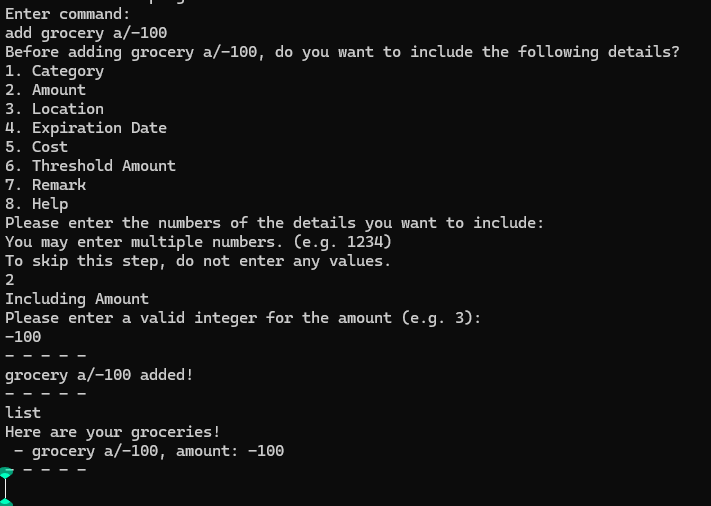 Enter command:
add grocery a/-100
Before adding grocery a/-100, do you want to include the following details?
1. Category
2. Amount
3. Location
4. Expiration Date
5. Cost
6. Threshold Amount
7. Remark
8. Help
Please enter the numbers of the details you want to include:
You may enter multiple numbers. (e.g. 1234)
To skip this step, do not enter any values.
2
Including Amount
Please enter a valid integer for the amount (e.g. 3):
-100
- - - - -
grocery a/-100 added!
- - - - -
list
Here are your groceries!
 - grocery a/-100, amount: -100
- - - - -